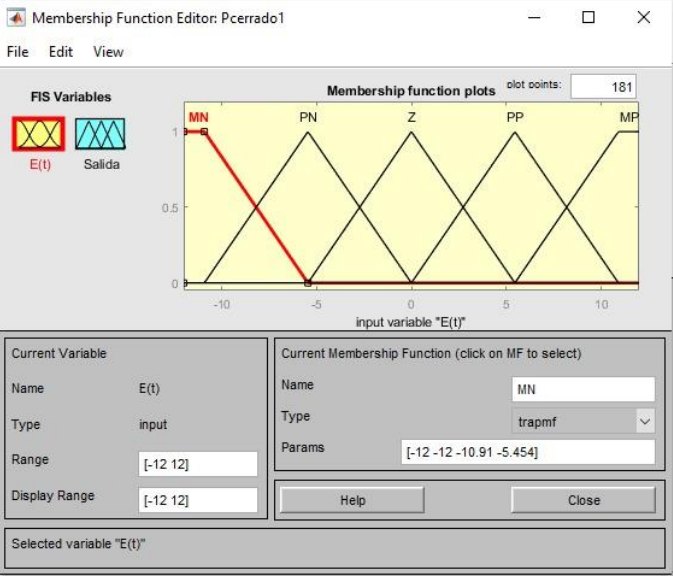 Membership Function Editor: Pcerrado1
File Edit View
FIS Variables
E(t) Salida
Membership function plots plot points: 181
MN PN Z PP MP
1
0.5
0
-10 -5 0 5 10
input variable "E(t)"
Current Variable
Name E(t)
Type input
Range [-12 12]
Display Range [-12 12]
Current Membership Function (click on MF to select)
Name MN
Type trapmf
Params [-12 -12 -10.91 -5.454]
Help Close
Selected variable "E(t)"